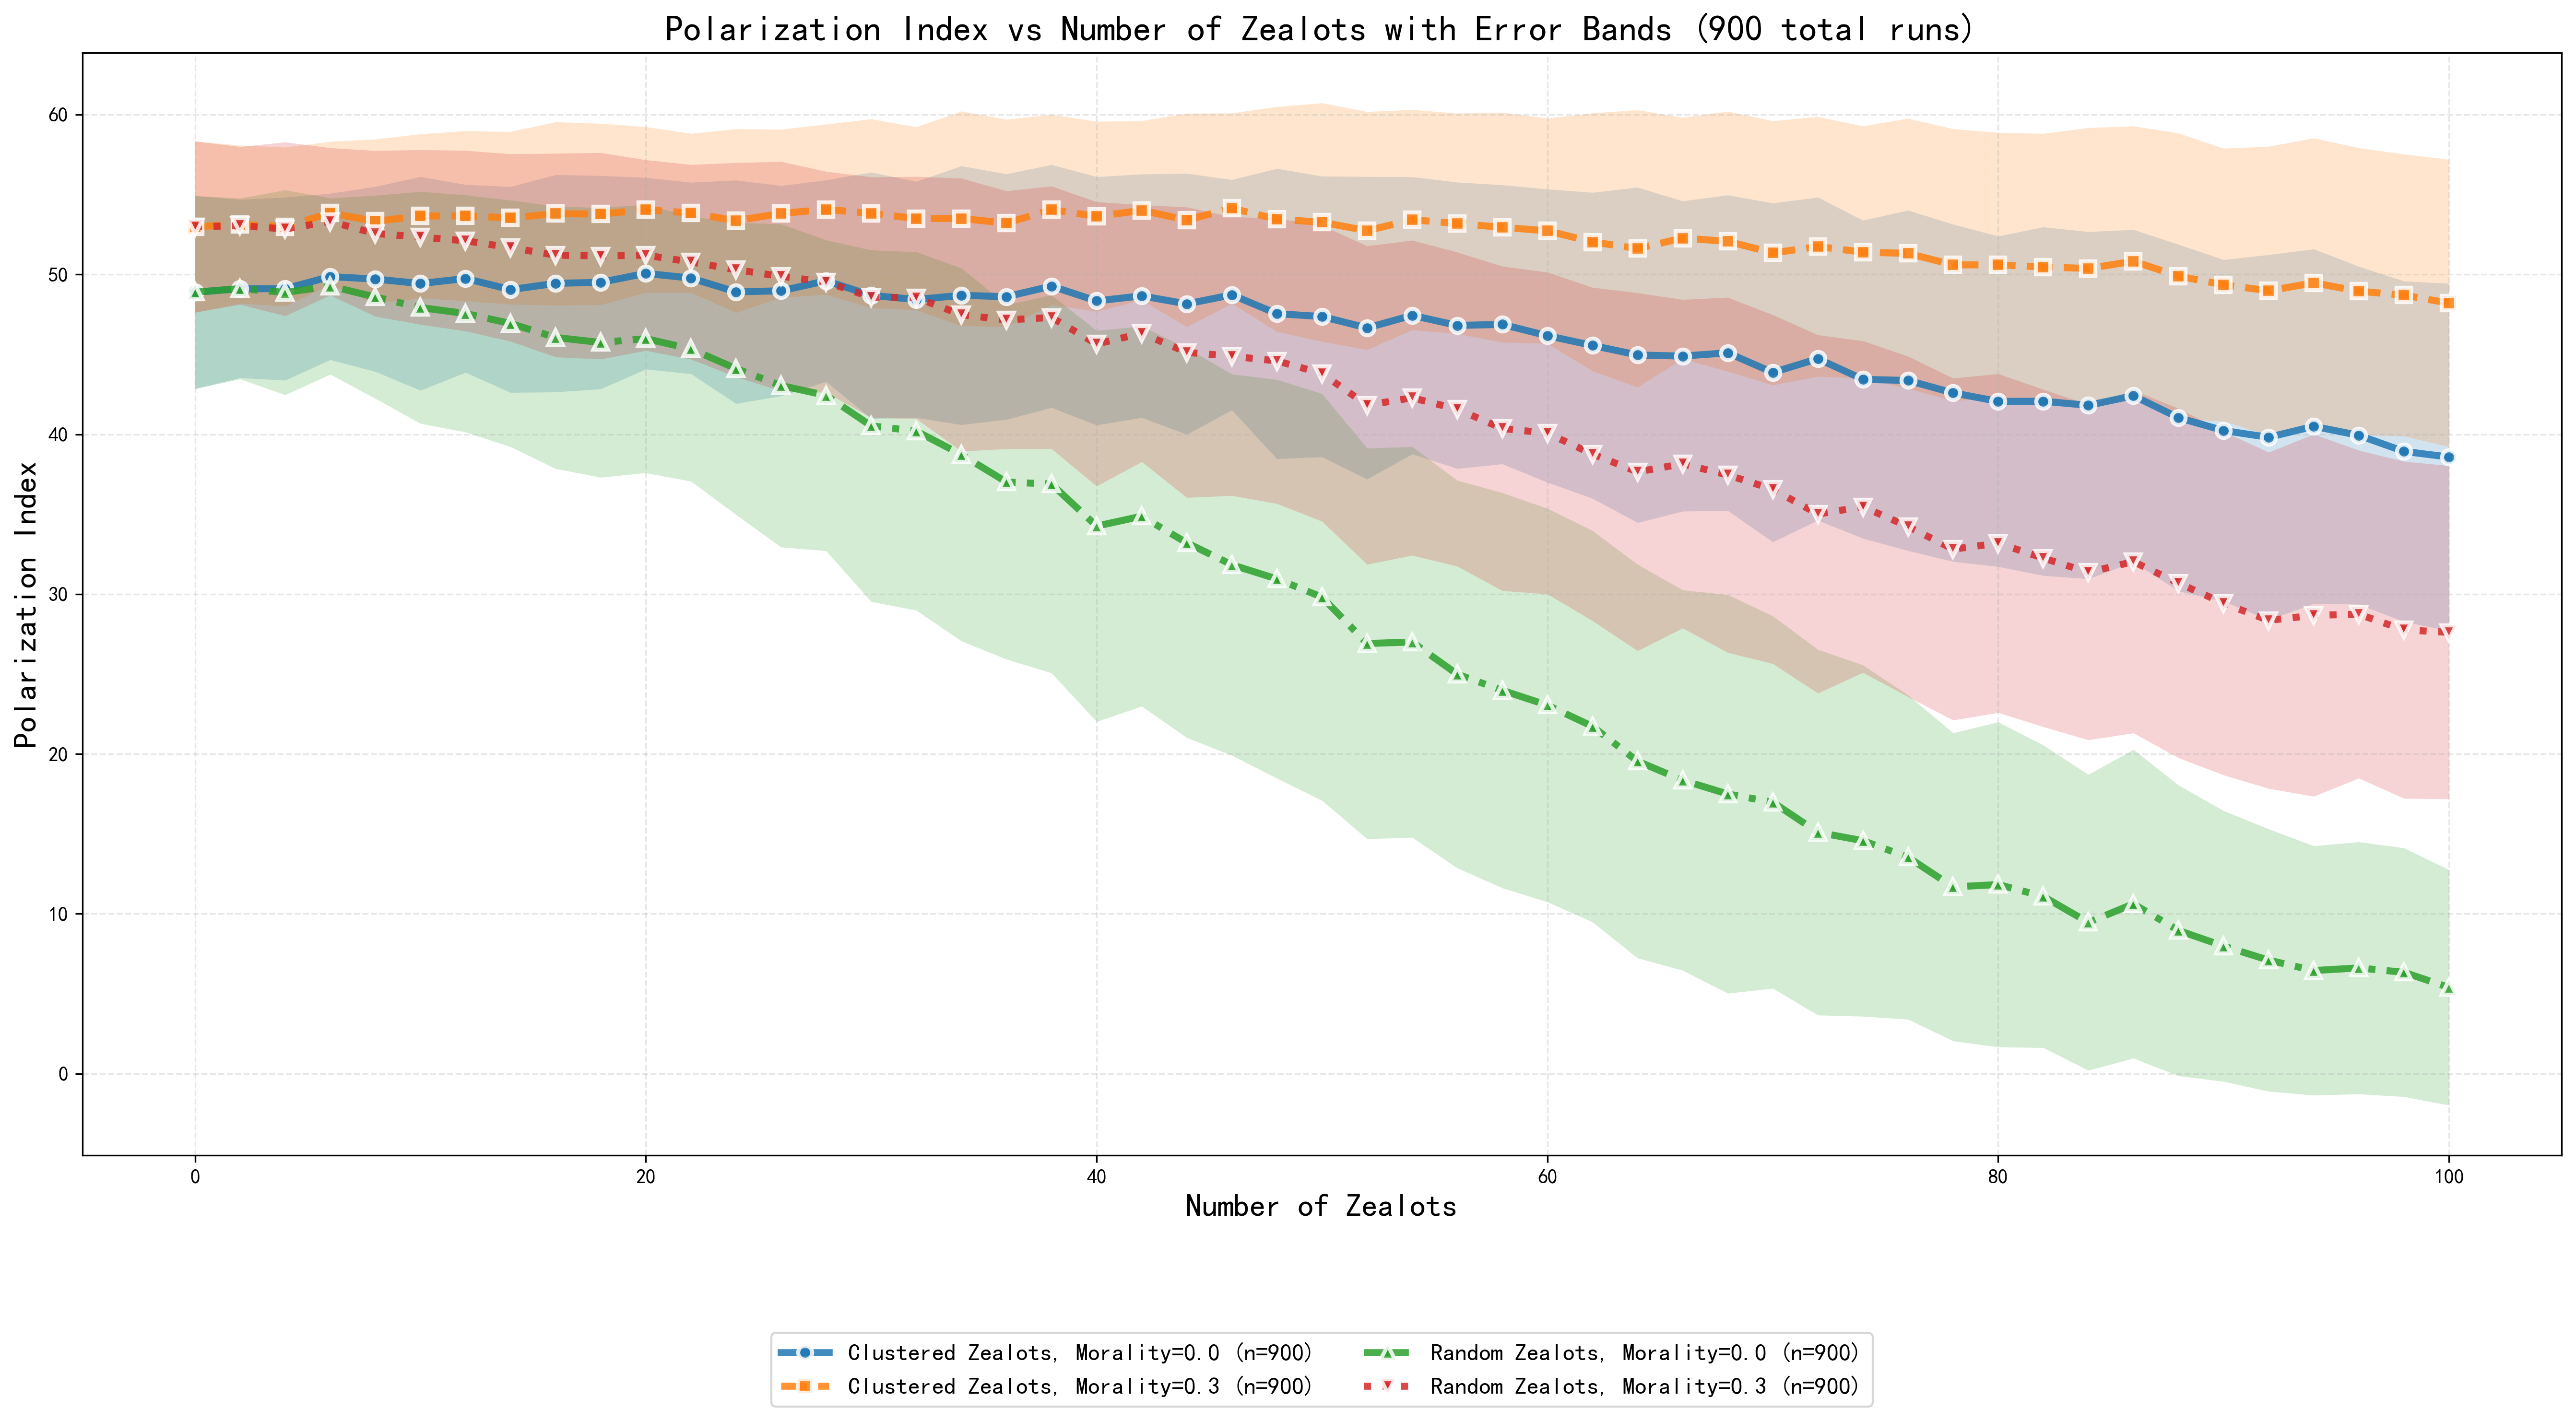 Polarization Index vs Number of Zealots with Error Bands (900 total runs)
Polarization Index
60
50
40
30
20
10
0
0 20 40 60 80 100
Number of Zealots
Clustered Zealots, Morality=0.0 (n=900)
Clustered Zealots, Morality=0.3 (n=900)
Random Zealots, Morality=0.0 (n=900)
Random Zealots, Morality=0.3 (n=900)